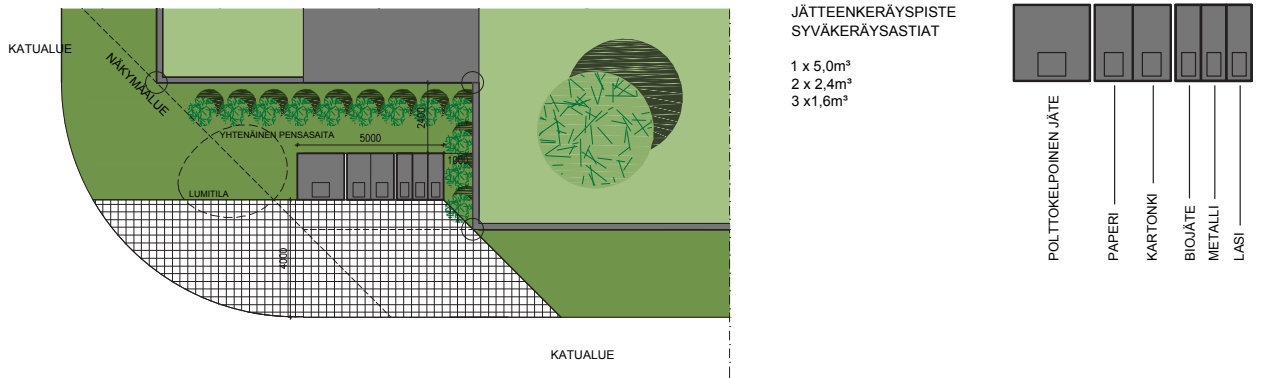 KATUALUE
NÄKYMÄALUE
YHTENÄINEN PENSASAITA
5000
2400
1000
LUMITILA
4000
KATUALUE
JÄTTEENKERÄYSPISTE
SYVÄKERÄYSASTIAT
1 x 5,0m³
2 x 2,4m³
3 x1,6m³
POLTTOKELPOINEN JÄTE
PAPERI
KARTONKI
BIOJÄTE
METALLI
LASI